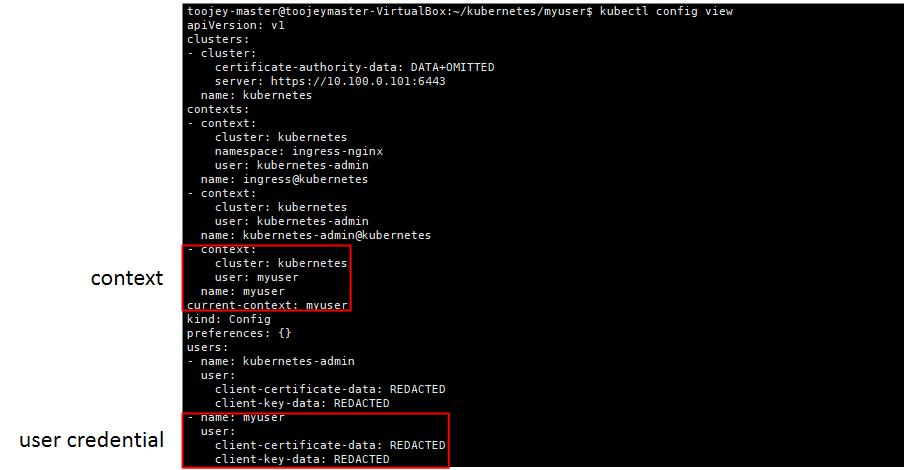 toojey-master@toojeymaster-VirtualBox:~/kubernetes/myuser$ kubectl config view
apiVersion: v1
clusters:
- cluster:
    certificate-authority-data: DATA+OMITTED
    server: https://10.100.0.101:6443
  name: kubernetes
contexts:
- context:
    cluster: kubernetes
    namespace: ingress-nginx
    user: kubernetes-admin
  name: ingress@kubernetes
- context:
    cluster: kubernetes
    user: kubernetes-admin
  name: kubernetes-admin@kubernetes
- context:
    cluster: kubernetes
context
    user: myuser
  name: myuser
current-context: myuser
kind: Config
preferences: {}
users:
- name: kubernetes-admin
  user:
    client-certificate-data: REDACTED
    client-key-data: REDACTED
- name: myuser
  user:
user credential
    client-certificate-data: REDACTED
    client-key-data: REDACTED